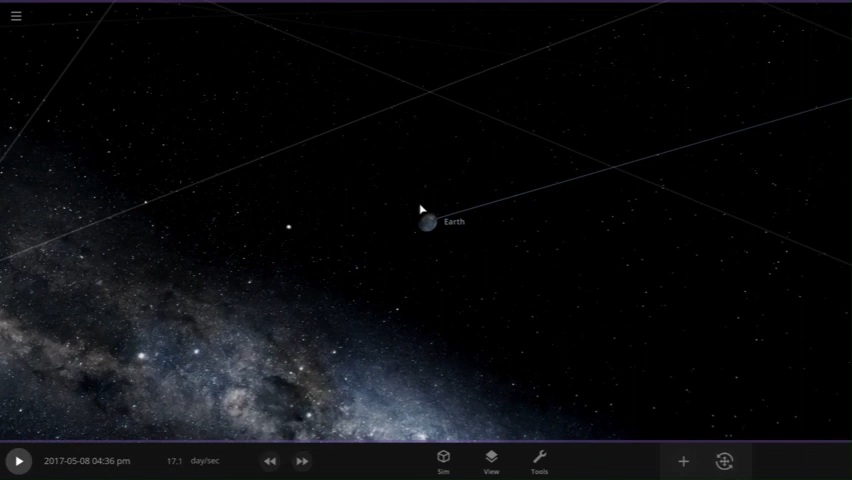 Earth
2017-05-08 04:36 pm
17.1 day/sec
Sim
View
Tools